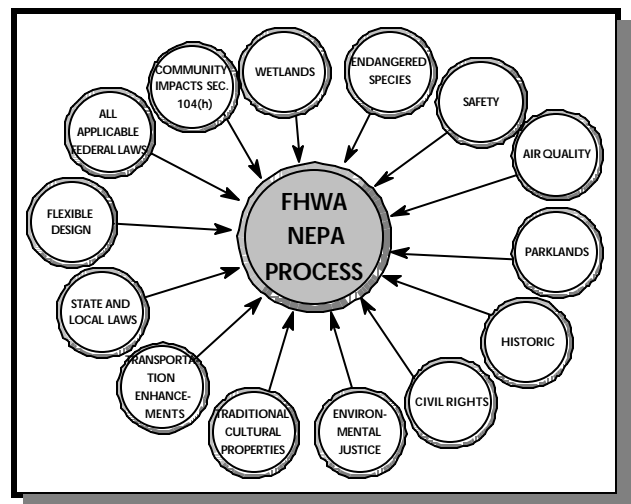 COMMUNITY
IMPACTS SEC.
104(h)
WETLANDS
ENDANGERED
SPECIES
SAFETY
AIR QUALITY
PARKLANDS
HISTORIC
CIVIL RIGHTS
ENVIRON-
MENTAL
JUSTICE
TRADITIONAL
CULTURAL
PROPERTIES
TRANSPORTA-
TION
ENHANCE-
MENTS
STATE AND
LOCAL LAWS
FLEXIBLE
DESIGN
ALL
APPLICABLE
FEDERAL LAWS
FHWA
NEPA
PROCESS